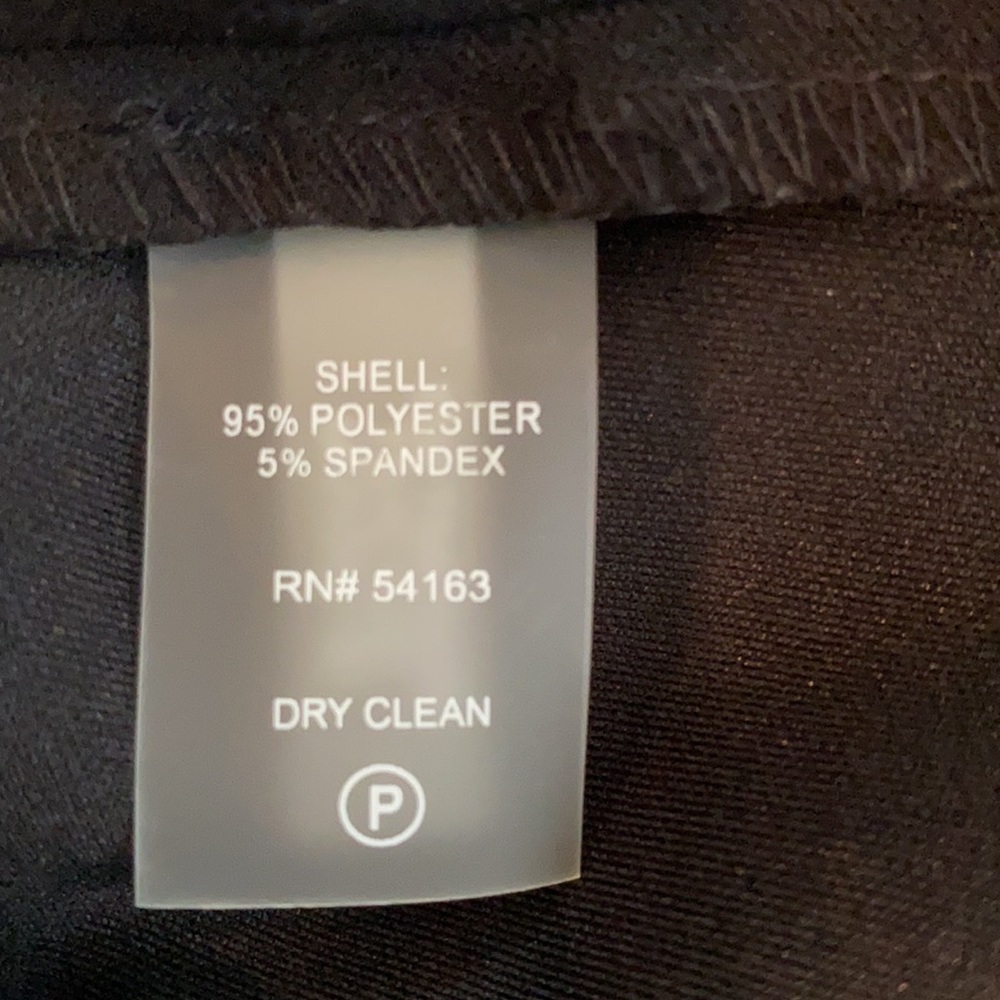 SHELL:
95% POLYESTER
5% SPANDEX
RN# 54163
DRY CLEAN
P